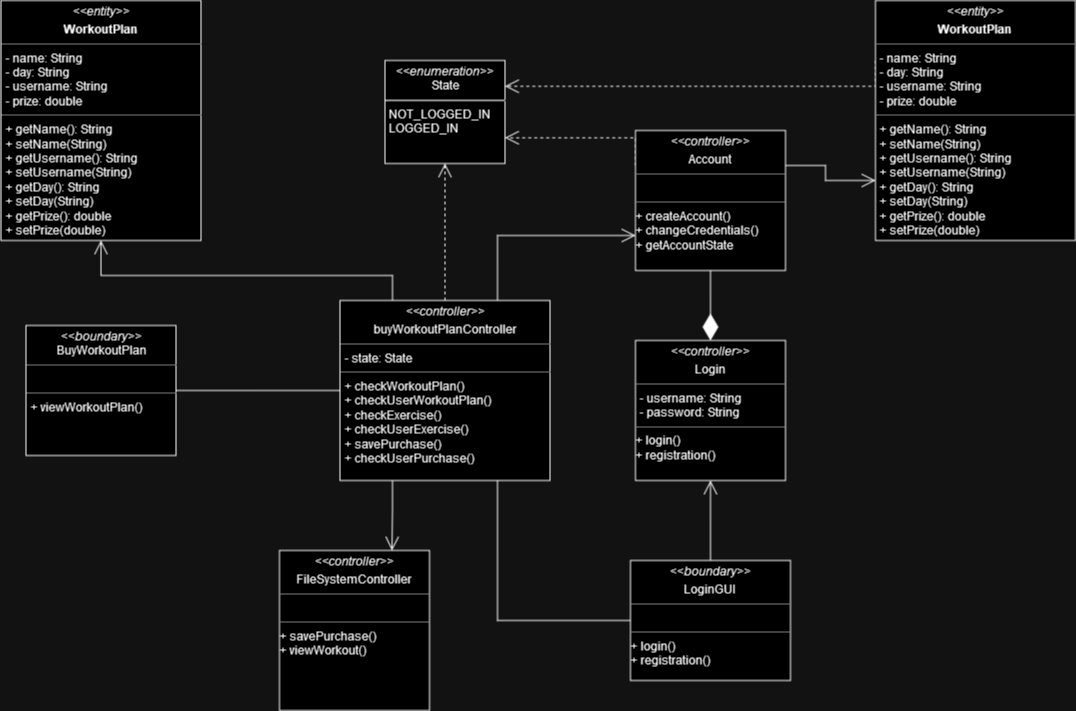 <<entity>>
WorkoutPlan
- name: String
- day: String
- username: String
- prize: double
+ getName(): String
+ setName(String)
+ getUsername(): String
+ setUsername(String)
+ getDay(): String
+ setDay(String)
+ getPrize(): double
+ setPrize(double)
<<enumeration>>
State
NOT_LOGGED_IN
LOGGED_IN
<<controller>>
Account
+ createAccount()
+ changeCredentials()
+ getAccountState
<<entity>>
WorkoutPlan
- name: String
- day: String
- username: String
- prize: double
+ getName(): String
+ setName(String)
+ getUsername(): String
+ setUsername(String)
+ getDay(): String
+ setDay(String)
+ getPrize(): double
+ setPrize(double)
<<boundary>>
BuyWorkoutPlan
+ viewWorkoutPlan()
<<controller>>
buyWorkoutPlanController
- state: State
+ checkWorkoutPlan()
+ checkUserWorkoutPlan()
+ checkExercise()
+ checkUserExercise()
+ savePurchase()
+ checkUserPurchase()
<<controller>>
Login
- username: String
- password: String
+ login()
+ registration()
<<controller>>
FileSystemController
+ savePurchase()
+ viewWorkout()
<<boundary>>
LoginGUI
+ login()
+ registration()